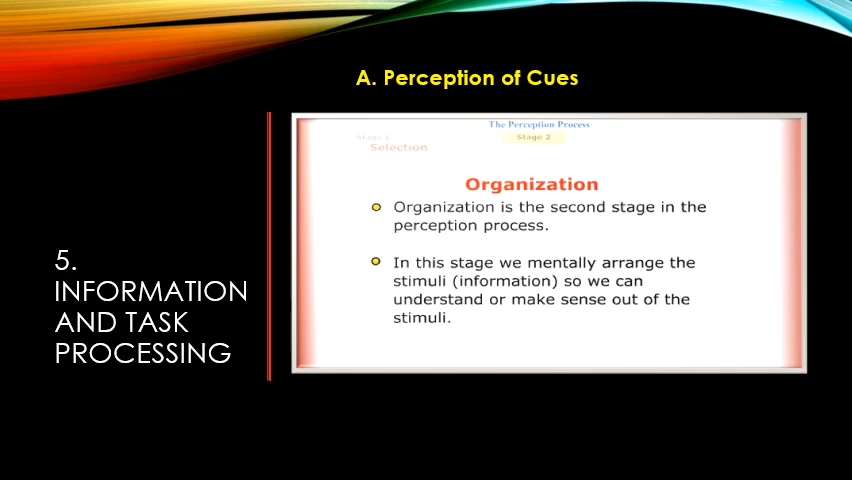 A. Perception of Cues
The Perception Process
Stage 1
Stage 2
Selection
Organization
Organization is the second stage in the
perception process.
In this stage we mentally arrange the
stimuli (information) so we can
understand or make sense out of the
stimuli.
5.
INFORMATION
AND TASK
PROCESSING